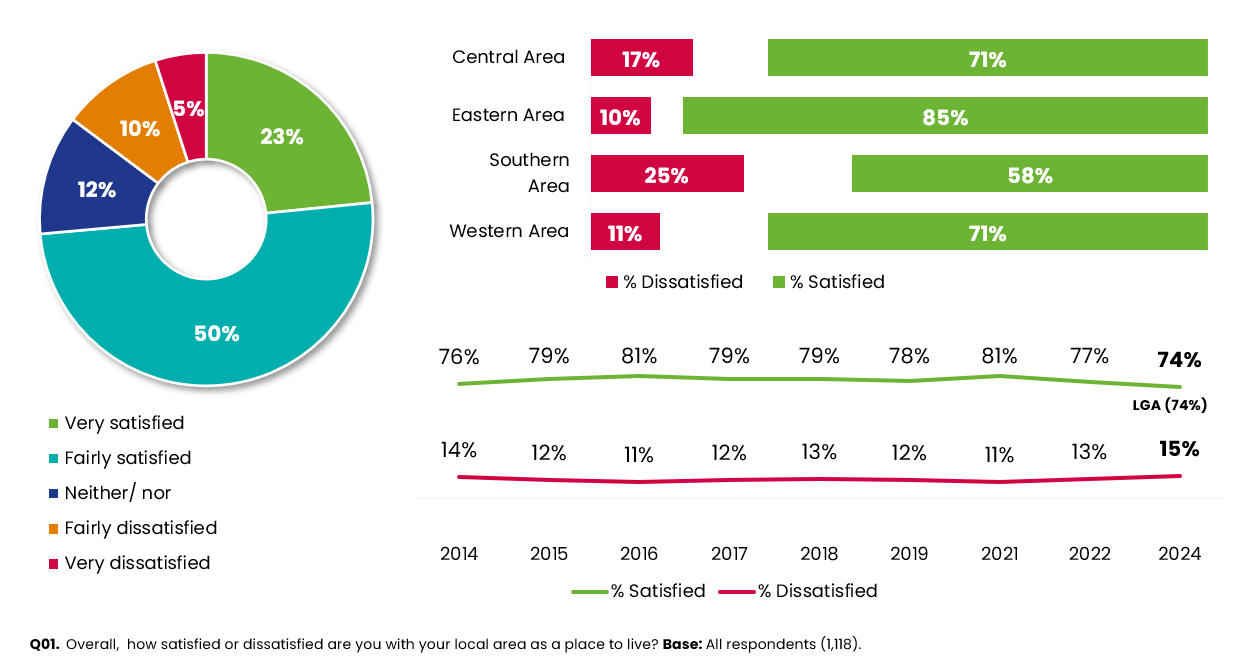 5%
23%
10%
12%
50%
Very satisfied
Fairly satisfied
Neither/ nor
Fairly dissatisfied
Very dissatisfied
Central Area
17%
71%
Eastern Area
10%
85%
Southern
Area
25%
58%
Western Area
11%
71%
% Dissatisfied
% Satisfied
76%
79%
81%
79%
79%
78%
81%
77%
74%
LGA (74%)
14%
12%
11%
12%
13%
12%
11%
13%
15%
2014
2015
2016
2017
2018
2019
2021
2022
2024
% Satisfied
% Dissatisfied
Q01. Overall,  how satisfied or dissatisfied are you with your local area as a place to live? Base: All respondents (1,118).